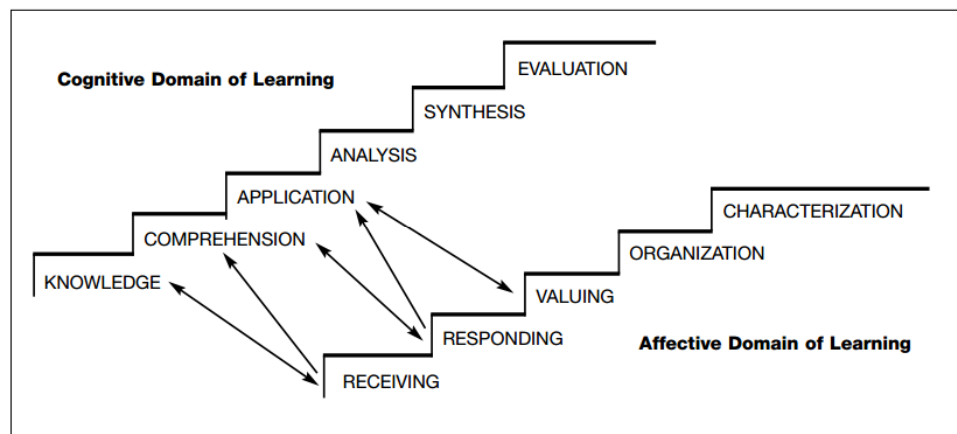 EVALUATION
Cognitive Domain of Learning
SYNTHESIS
ANALYSIS
APPLICATION
CHARACTERIZATION
COMPREHENSION
ORGANIZATION
KNOWLEDGE
VALUING
RESPONDING
Affective Domain of Learning
RECEIVING